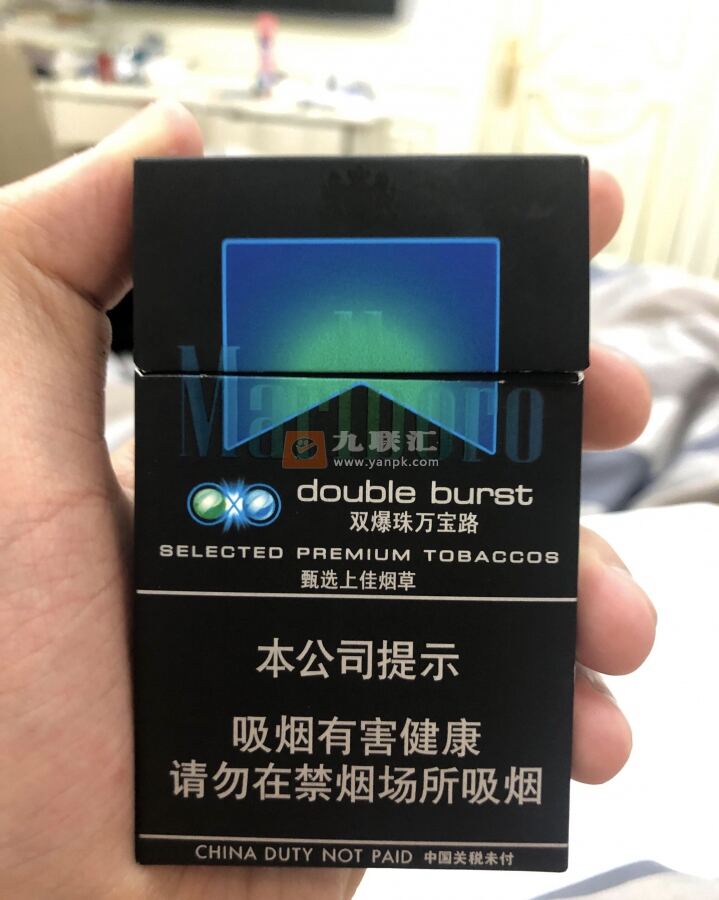 Marlboro
九联汇
www.yanpk.com
double burst
双爆珠万宝路
SELECTED PREMIUM TOBACCOS
甄选上佳烟草
本公司提示
吸烟有害健康
请勿在禁烟场所吸烟
CHINA DUTY NOT PAID 中国关税未付